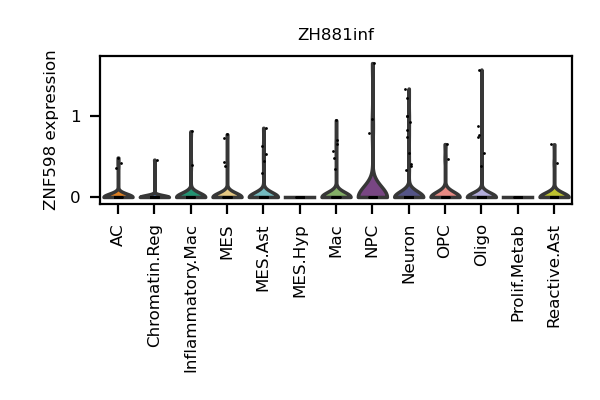 ZH881inf
ZNF598 expression
1
0
AC
Chromatin.Reg
Inflammatory.Mac
MES
MES.Ast
MES.Hyp
Mac
NPC
Neuron
OPC
Oligo
Prolif.Metab
Reactive.Ast